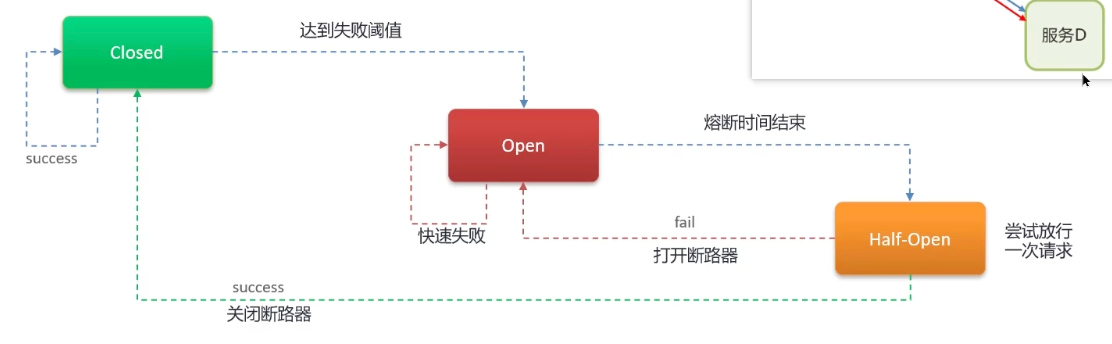 服务D
达到失败阈值
Closed
success
熔断时间结束
Open
快速失败
fail
打开断路器
Half-Open
尝试放行
一次请求
success
关闭断路器